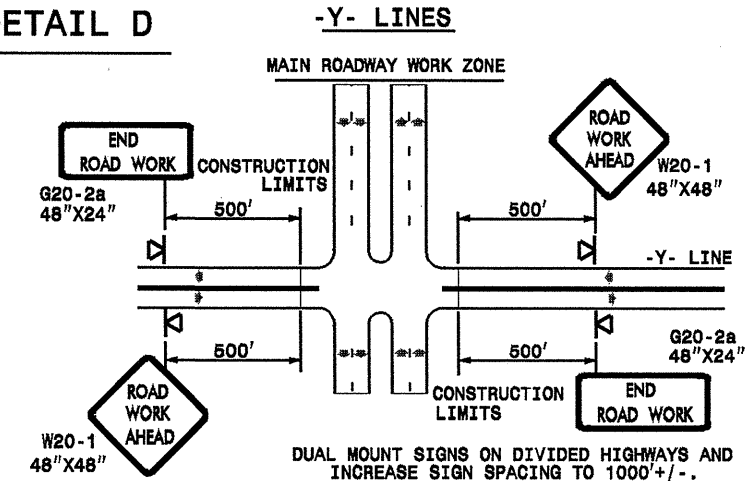 ETAIL D
-Y- LINES
MAIN ROADWAY WORK ZONE
END
ROAD WORK
CONSTRUCTION
LIMITS
G20-2a
48"X24"
500'
ROAD
WORK
AHEAD
W20-1
48"X48"
500'
-Y- LINE
500'
ROAD
WORK
AHEAD
W20-1
48"X48"
500'
CONSTRUCTION
LIMITS
G20-2a
48"X24"
END
ROAD WORK
DUAL MOUNT SIGNS ON DIVIDED HIGHWAYS AND
INCREASE SIGN SPACING TO 1000'+/-.